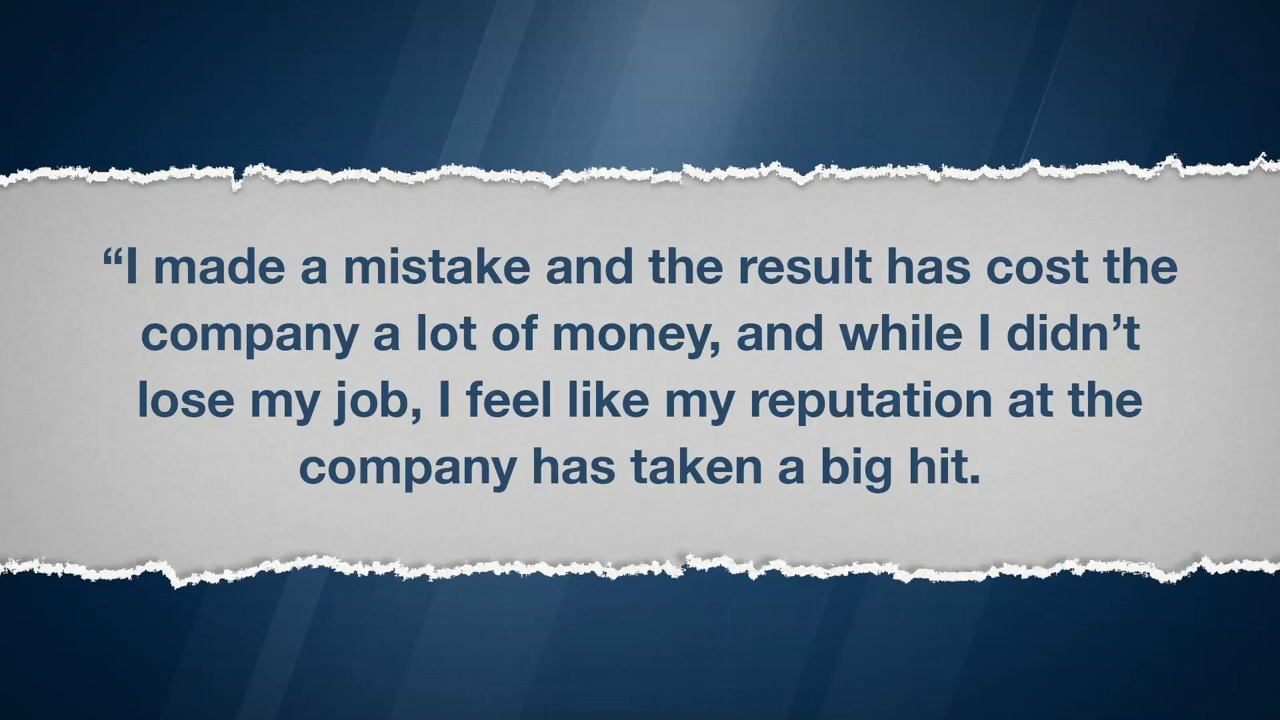 “I made a mistake and the result has cost the
company a lot of money, and while I didn’t
lose my job, I feel like my reputation at the
company has taken a big hit.